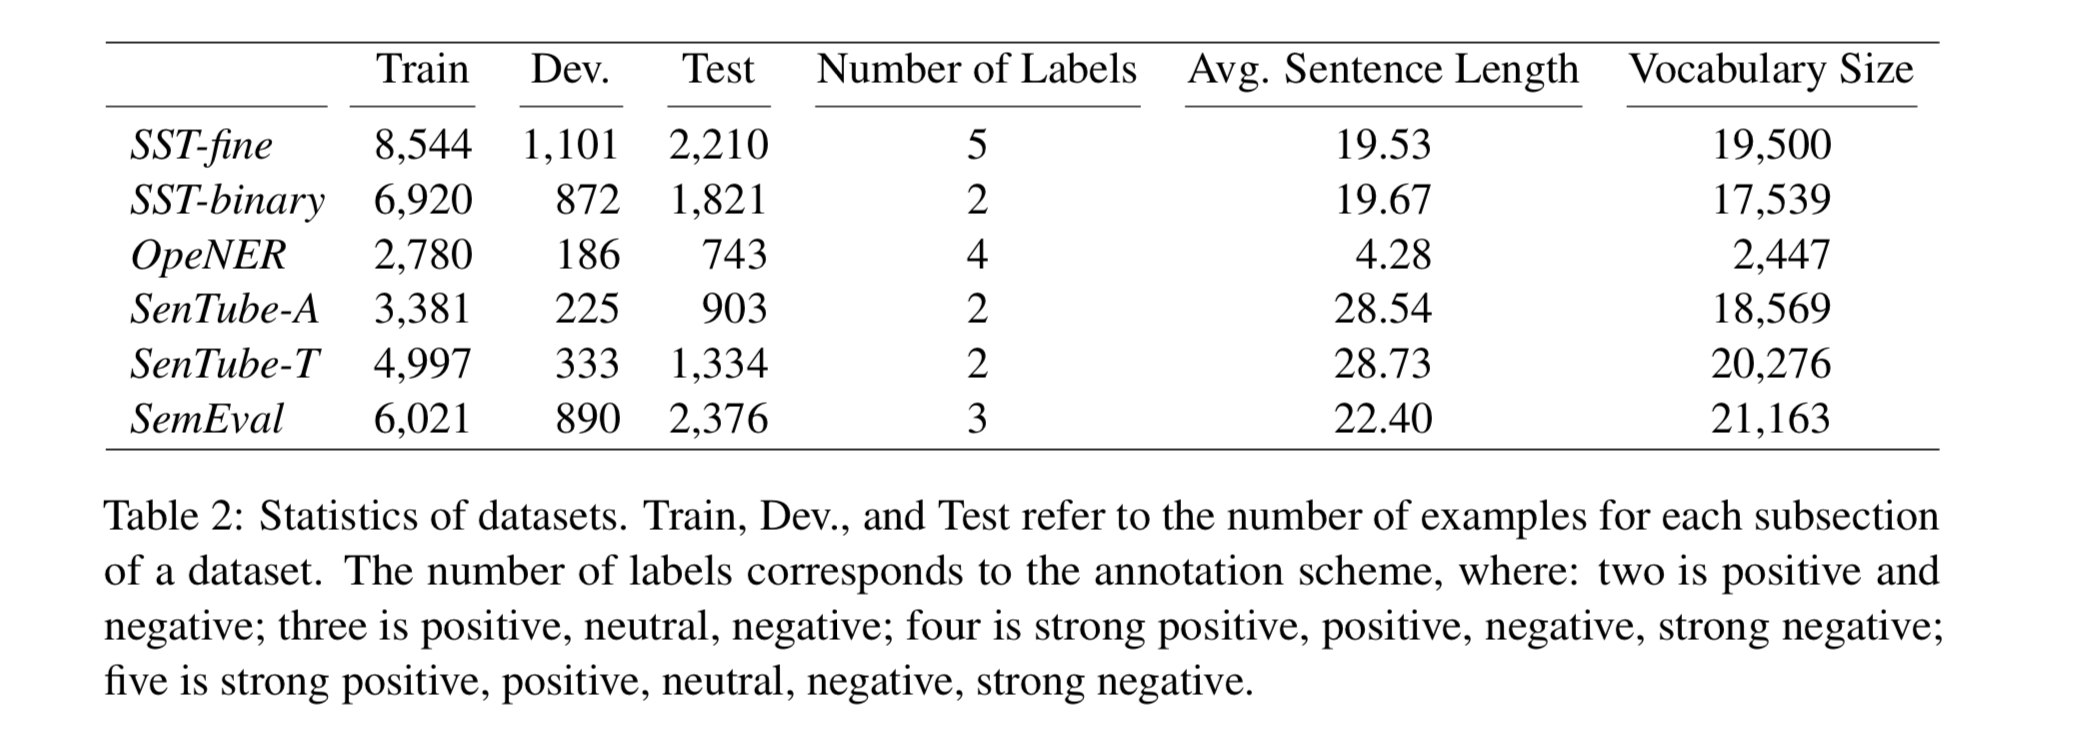 Train Dev. Test Number of Labels Avg. Sentence Length Vocabulary Size
SST-fine 8,544 1,101 2,210 5 19.53 19,500
SST-binary 6,920 872 1,821 2 19.67 17,539
OpeNER 2,780 186 743 4 4.28 2,447
SenTube-A 3,381 225 903 2 28.54 18,569
SenTube-T 4,997 333 1,334 2 28.73 20,276
SemEval 6,021 890 2,376 3 22.40 21,163
Table 2: Statistics of datasets. Train, Dev., and Test refer to the number of examples for each subsection
of a dataset. The number of labels corresponds to the annotation scheme, where: two is positive and
negative; three is positive, neutral, negative; four is strong positive, positive, negative, strong negative;
five is strong positive, positive, neutral, negative, strong negative.